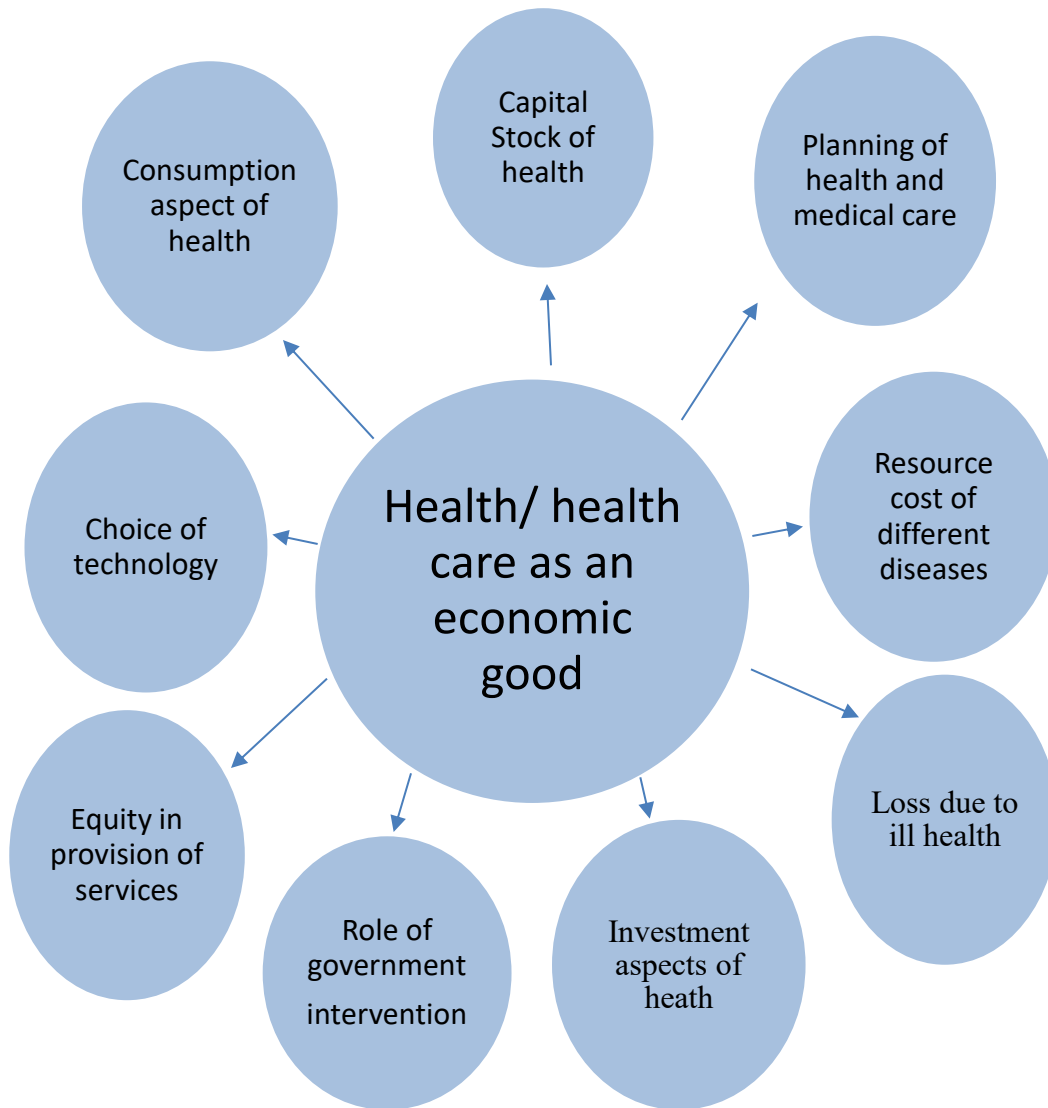 Capital
Stock of
health
Consumption
aspect of
health
Planning of
health and
medical care
Health/ health
care as an
economic
good
Resource
cost of
different
diseases
Choice of
technology
Loss due to
ill health
Equity in
provision of
services
Role of
government
intervention
Investment
aspects of
heath